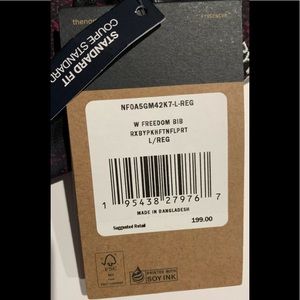 thenor
STANDARD FIT
COUPE STANDARD
NF0A5GM42K7-L-REG
W FREEDOM BIB
RXBYPKHFTNFLPRT
L/REG
1 95438 27976 7
MADE IN BANGLADESH
Suggested Retail 199.00
FSC
PRINTED WITH
SOY INK